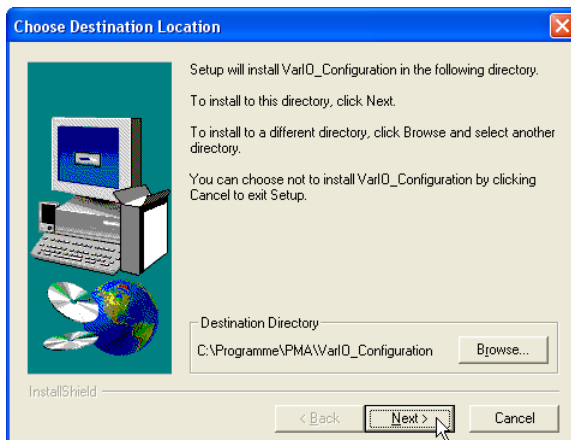 Choose Destination Location
Setup will install VarIO_Configuration in the following directory.
To install to this directory, click Next.
To install to a different directory, click Browse and select another
directory.
You can choose not to install VarIO_Configuration by clicking
Cancel to exit Setup.
Destination Directory
C:\Programme\PMA\VarIO_Configuration
Browse...
InstallShield
< Back
Next >
Cancel